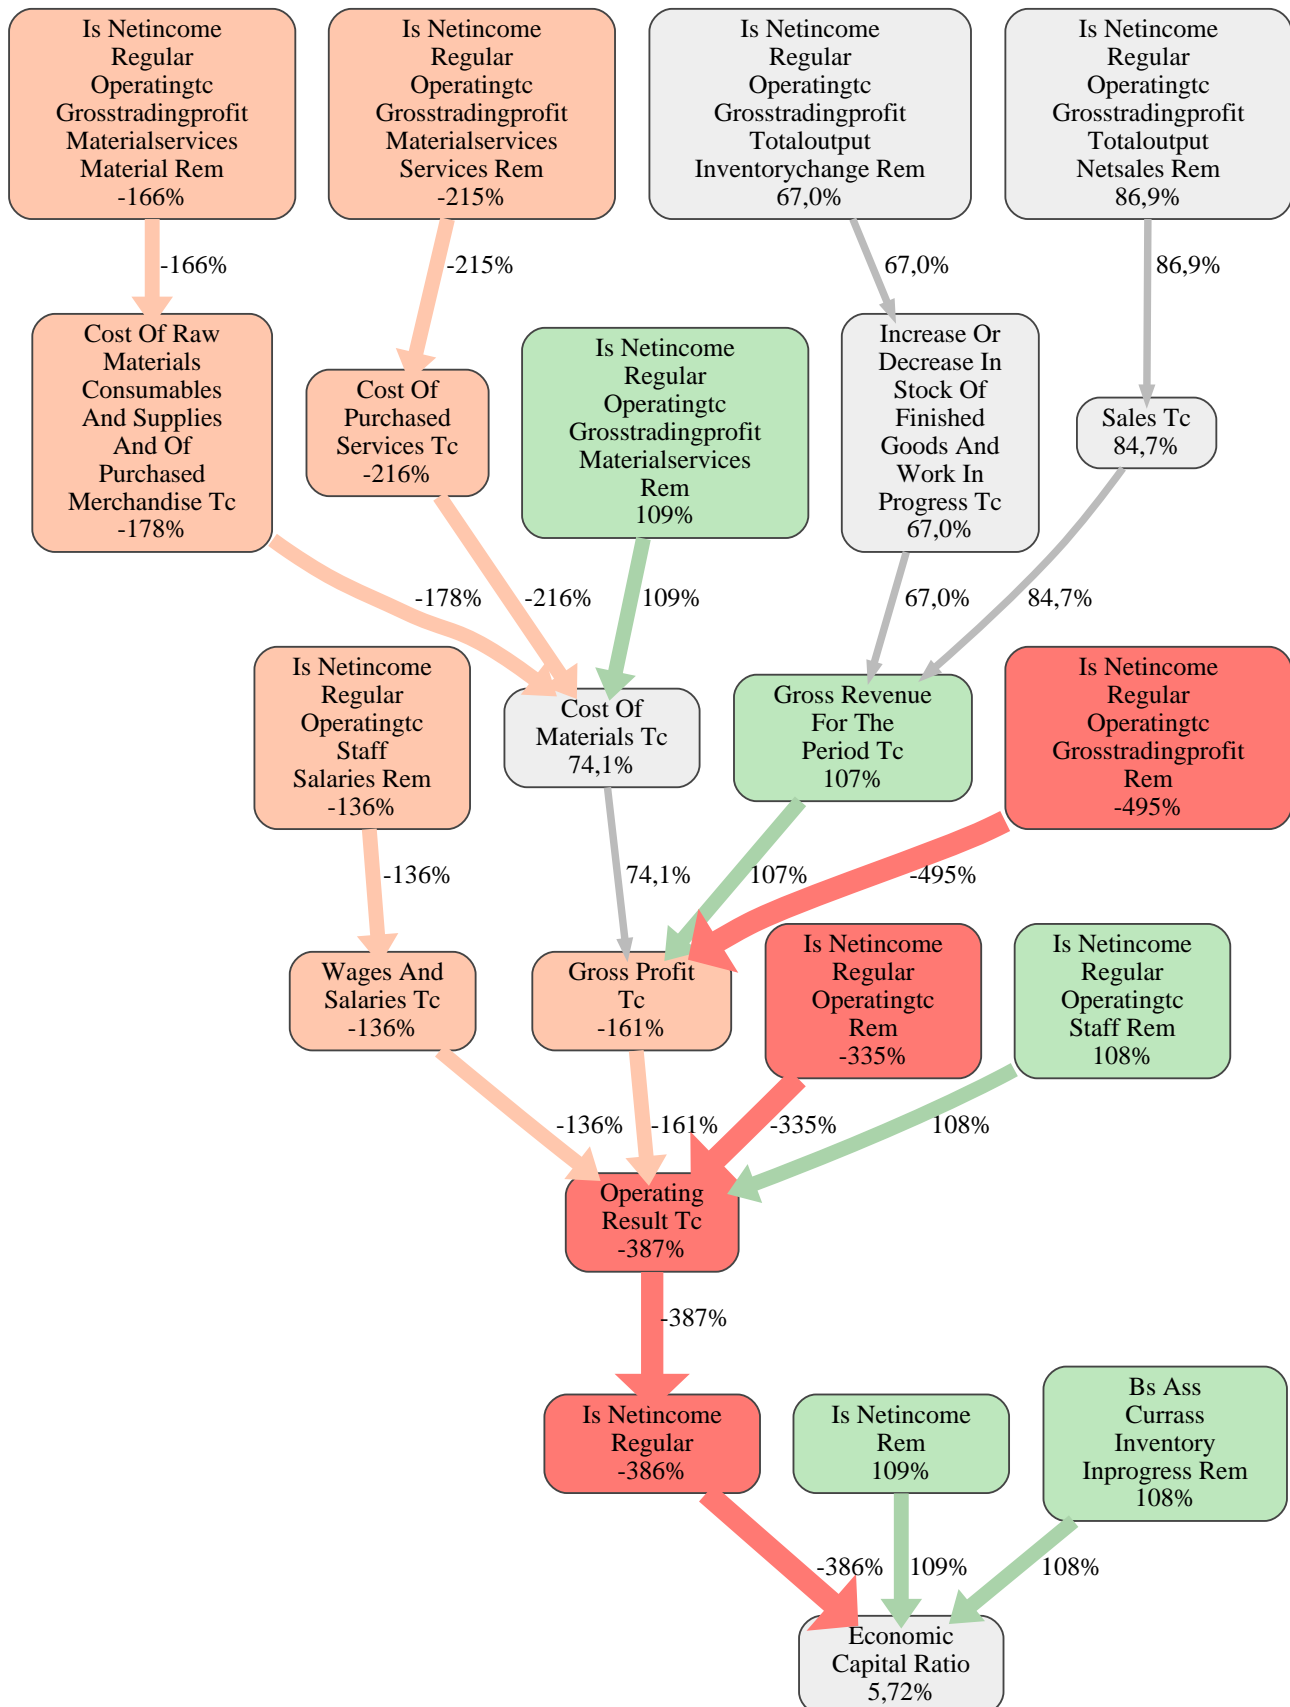 Is Netincome
Regular
Operatingtc
Grosstradingprofit
Materialservices
Material Rem
-166%
Is Netincome
Regular
Operatingtc
Grosstradingprofit
Materialservices
Services Rem
-215%
Is Netincome
Regular
Operatingtc
Grosstradingprofit
Totaloutput
Inventorychange Rem
67,0%
Is Netincome
Regular
Operatingtc
Grosstradingprofit
Totaloutput
Netsales Rem
86,9%
-166%
-215%
67,0%
86,9%
Cost Of Raw
Materials
Consumables
And Supplies
And Of
Purchased
Merchandise Tc
-178%
Cost Of
Purchased
Services Tc
-216%
Is Netincome
Regular
Operatingtc
Grosstradingprofit
Materialservices
Rem
109%
Increase Or
Decrease In
Stock Of
Finished
Goods And
Work In
Progress Tc
67,0%
Sales Tc
84,7%
-178%
-216%
109%
67,0%
84,7%
Is Netincome
Regular
Operatingtc
Staff
Salaries Rem
-136%
Cost Of
Materials Tc
74,1%
Gross Revenue
For The
Period Tc
107%
Is Netincome
Regular
Operatingtc
Grosstradingprofit
Rem
-495%
-136%
74,1%
107%
-495%
Wages And
Salaries Tc
-136%
Gross Profit
Tc
-161%
Is Netincome
Regular
Operatingtc
Rem
-335%
Is Netincome
Regular
Operatingtc
Staff Rem
108%
-136%
-161%
-335%
108%
Operating
Result Tc
-387%
-387%
Is Netincome
Regular
-386%
Is Netincome
Rem
109%
Bs Ass
Currass
Inventory
Inprogress Rem
108%
-386%
109%
108%
Economic
Capital Ratio
5,72%